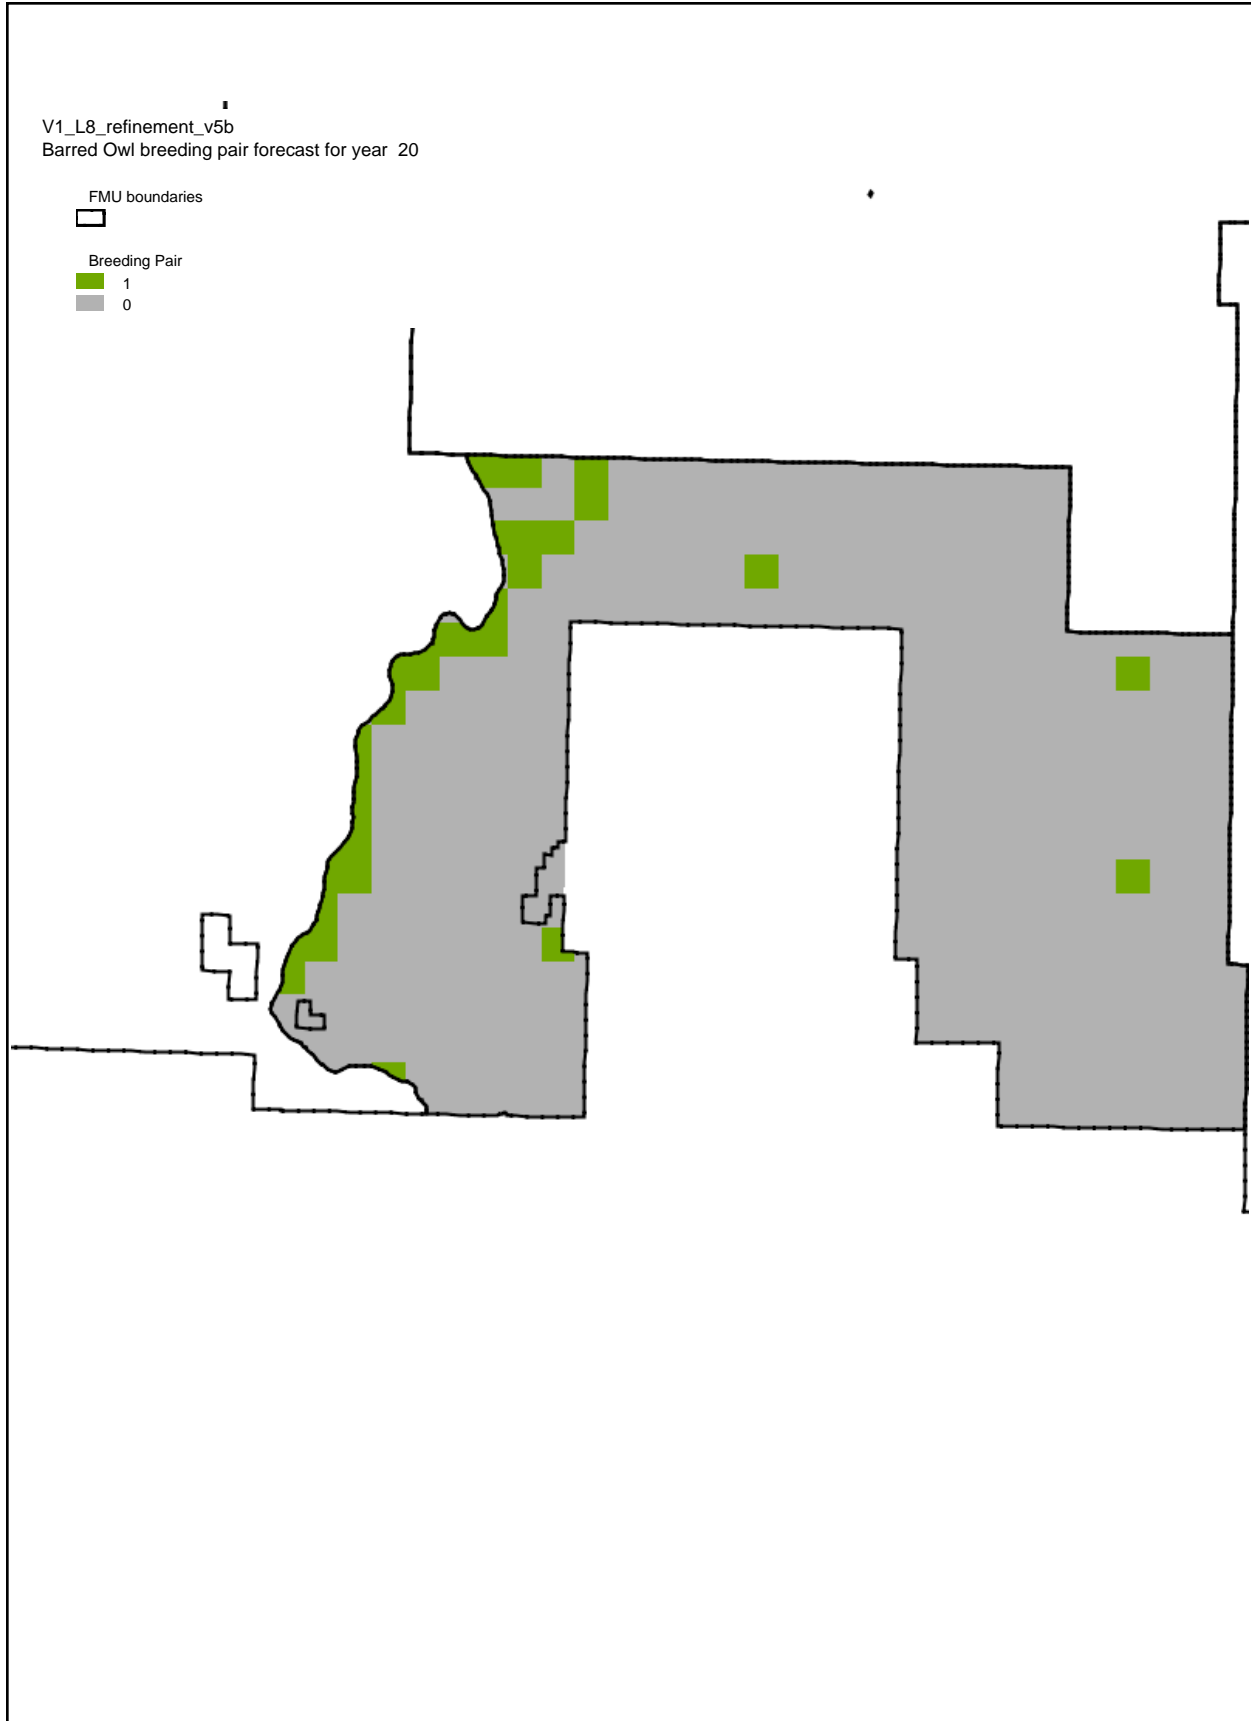 V1_L8_refinement_v5b
Barred Owl breeding pair forecast for year  20
FMU boundaries
Breeding Pair
1
0